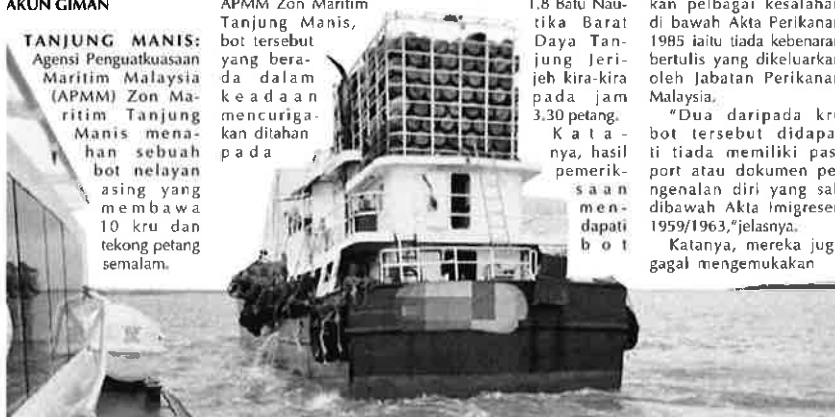 AKUN GIMAN
TANJUNG MANIS:
Agensi Penguatkuasaan
Maritim Malaysia
(APMM) Zon Ma-
ritim Tanjung
Manis mena-
han sebuah
bot nelayan
asing yang
membawa
10 kru dan
tekong petang
semalam.
APMM Zon Maritim
Tanjung Manis,
bot tersebut
yang bera-
da dalam
keadaan
mencuriga-
kan ditahan
pada
1.8 Batu Nau-
tika Barat
Daya Tan-
jung Jeri-
jeh kira-kira
pada jam
3.30 petang.
Kata-
nya, hasil
pemerik-
saan
men-
dapati
bot
kan pelbagai kesalahan
di bawah Akta Perikanan
1985 iaitu tiada kebenaran
bertulis yang dikeluarkan
oleh Jabatan Perikanan
Malaysia.
"Dua daripada kru
bot tersebut didapa
ti tiada memiliki pas
port atau dokumen pe
ngenalan diri yang sah
dibawah Akta Imigresen
1959/1963,"jelasnya.
Katanya, mereka juga
gagal mengemukakan